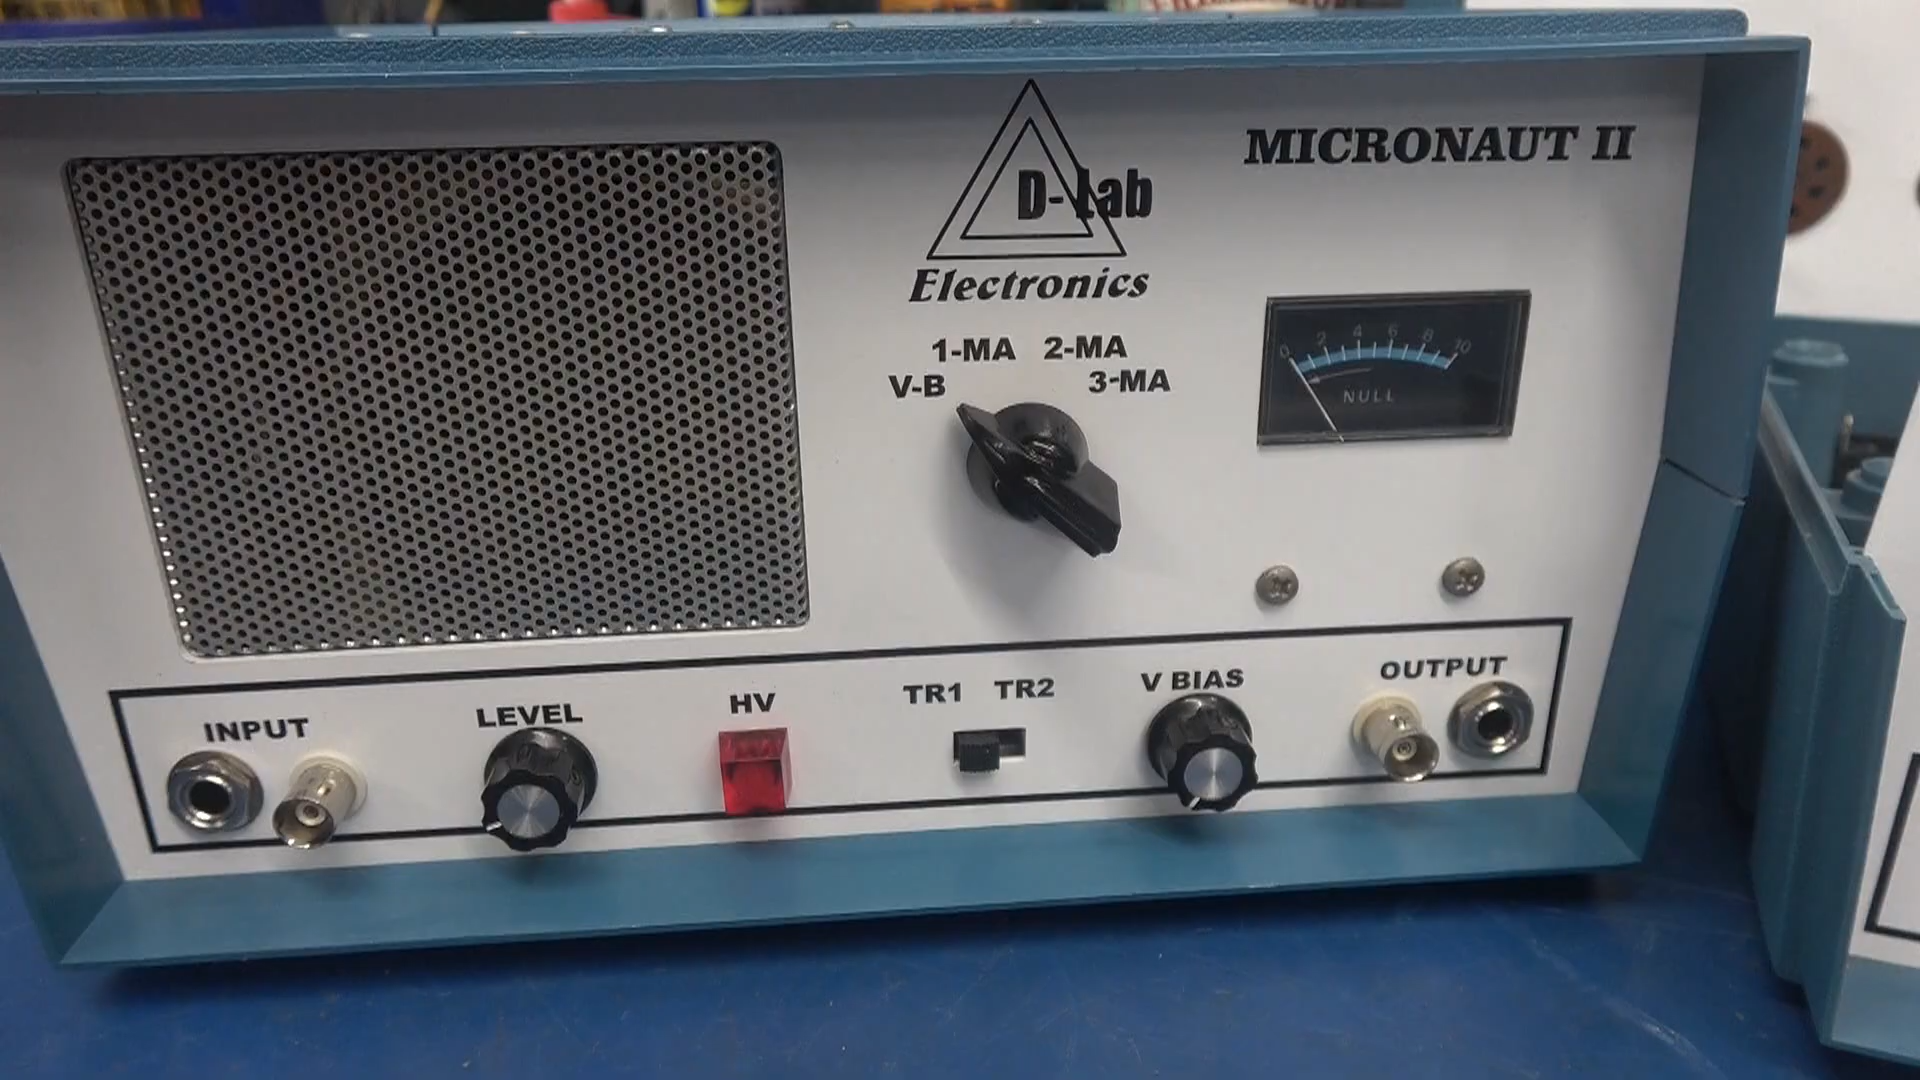 MICRONAUT II
D-Lab
Electronics
1-MA 2-MA
V-B 3-MA
0 2 4 6 8 10
NULL
INPUT
LEVEL
HV
TR1 TR2
V BIAS
OUTPUT